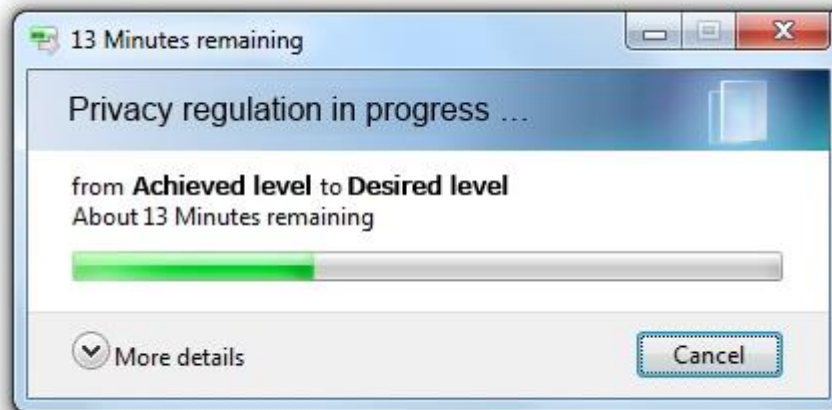 13 Minutes remaining
Privacy regulation in progress ...
from Achieved level to Desired level
About 13 Minutes remaining
More details
Cancel